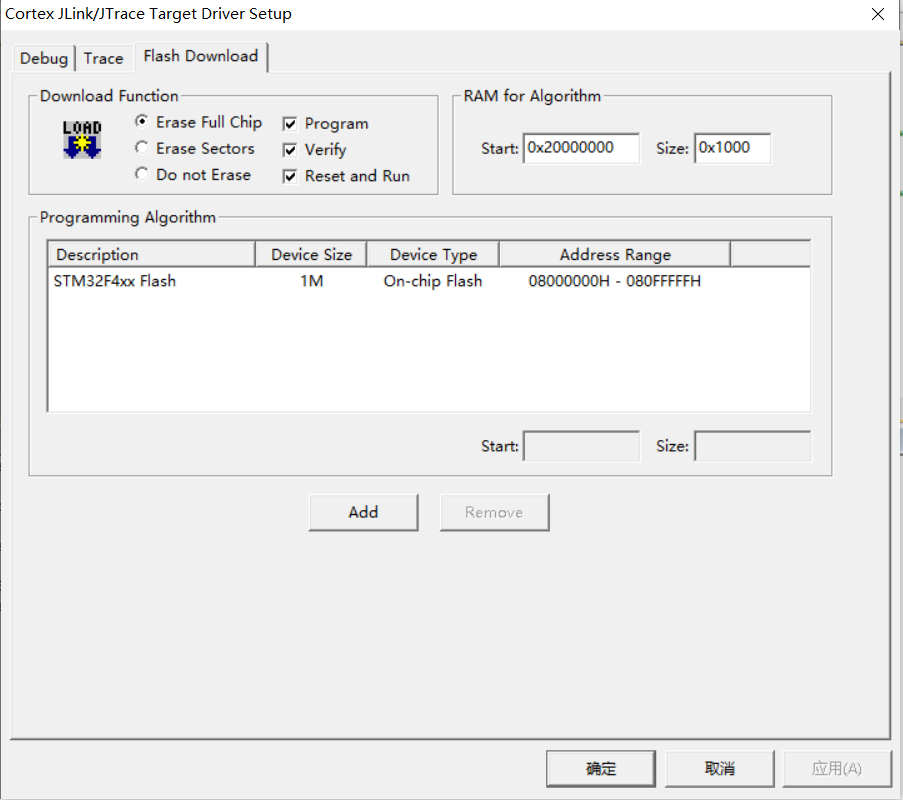 Cortex JLink/JTrace Target Driver Setup
Debug Trace Flash Download
Download Function
LOAD
Erase Full Chip
Erase Sectors
Do not Erase
Program
Verify
Reset and Run
RAM for Algorithm
Start: 0x20000000 Size: 0x1000
Programming Algorithm
Description Device Size Device Type Address Range
STM32F4xx Flash 1M On-chip Flash 08000000H - 080FFFFFH
Start: Size:
Add Remove
确定 取消 应用(A)